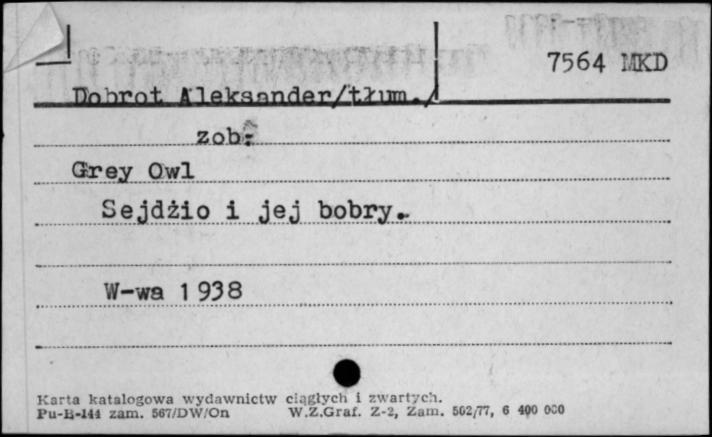 7564 MKD
Dobrot Aleksander/tłum./
zob:
Grey Owl
Sejdżio i jej bobry.
W-wa 1938
Karta katalogowa wydawnictw ciągłych i zwartych.
Pu-B-144 zam. 567/DW/On W.Z.Graf. Z-2, Zam. 502/77, 6 400 000